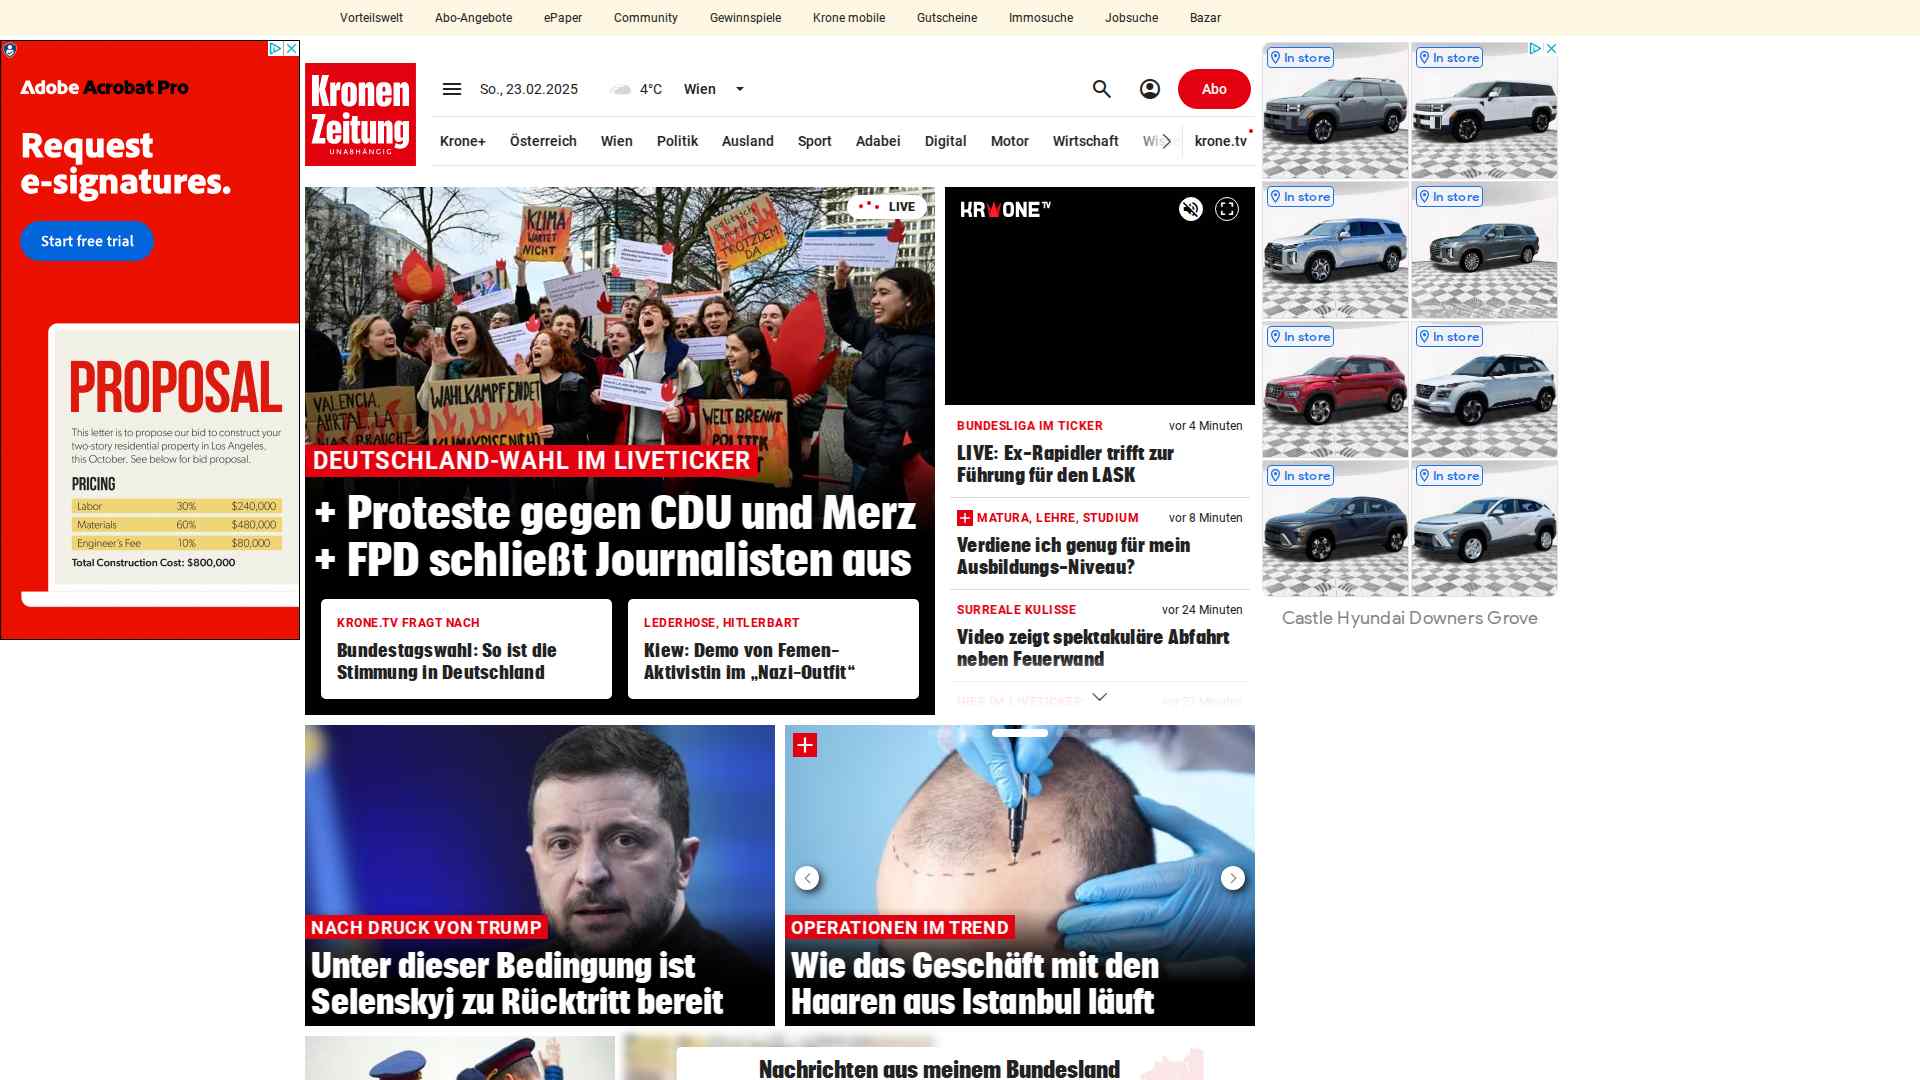 Vorteilswelt Abo-Angebote ePaper Community Gewinnspiele Krone mobile Gutscheine Immosuche Jobsuche Bazar
Adobe Acrobat Pro
Request
e-signatures.
Start free trial
PROPOSAL
This letter is to propose our bid to construct your
two-story residential property in Los Angeles,
this October. See below for bid proposal.
PRICING
Labor 30% $240,000
Materials 60% $480,000
Engineer's Fee 10% $80,000
Total Construction Cost: $800,000
Kronen
Zeitung
UNABHÄNGIG
So., 23.02.2025 4°C Wien
Abo
Krone+ Österreich Wien Politik Ausland Sport Adabei Digital Motor Wirtschaft krone.tv
LIVE
KLIMA
WARTET
NICHT
TROTZDEM
DA
VALENCIA,
AHRTAL, LA
WAHLKAMPF ENDET
KLIMAKRISE NICHT
WELT BRENNT
POLITIK
DEUTSCHLAND-WAHL IM LIVETICKER
+ Proteste gegen CDU und Merz
+ FPD schließt Journalisten aus
KRONE.TV FRAGT NACH
Bundestagswahl: So ist die
Stimmung in Deutschland
LEDERHOSE, HITLERBART
Kiew: Demo von Femen-
Aktivistin im „Nazi-Outfit“
KRONE TV
BUNDESLIGA IM TICKER vor 4 Minuten
LIVE: Ex-Rapidler trifft zur
Führung für den LASK
MATURA, LEHRE, STUDIUM vor 8 Minuten
Verdiene ich genug für mein
Ausbildungs-Niveau?
SURREALE KULISSE vor 24 Minuten
Video zeigt spektakuläre Abfahrt
neben Feuerwand
In store In store
In store In store
In store In store
In store In store
Castle Hyundai Downers Grove
NACH DRUCK VON TRUMP
Unter dieser Bedingung ist
Selenskyj zu Rücktritt bereit
OPERATIONEN IM TREND
Wie das Geschäft mit den
Haaren aus Istanbul läuft
Nachrichten aus meinem Bundesland